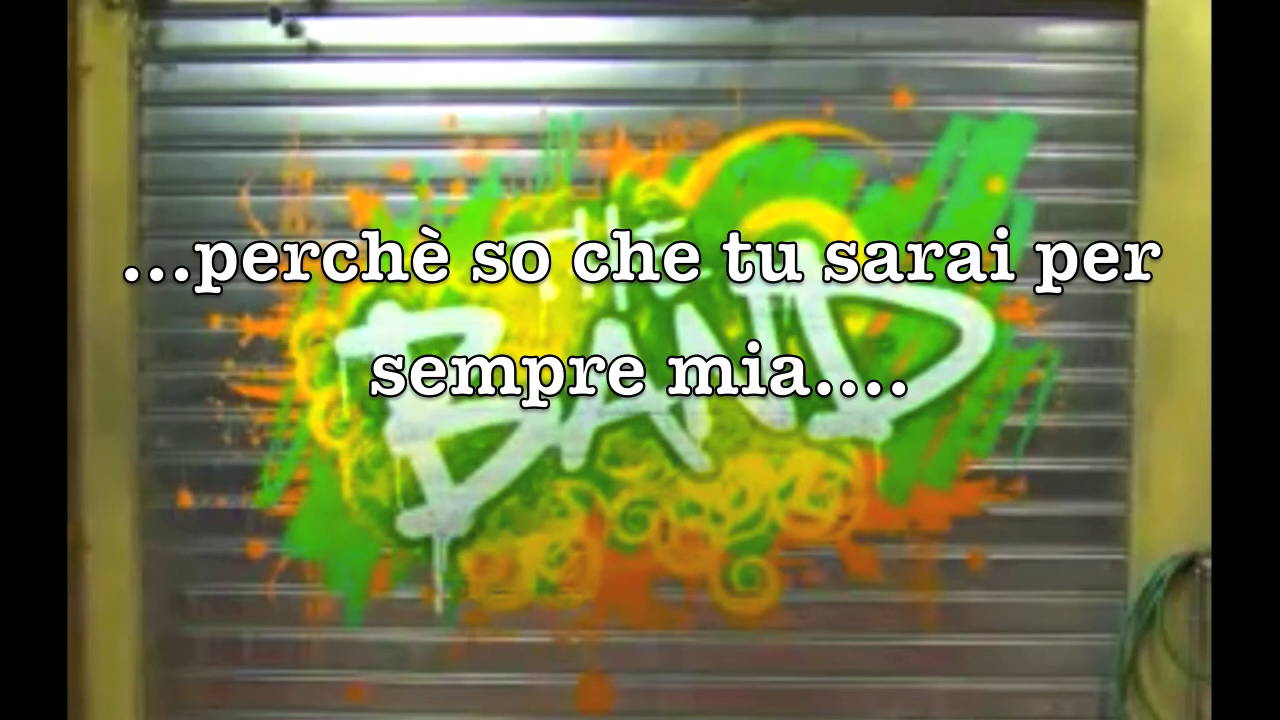 THE
...perchè so che tu sarai per
BAND
sempre mia....